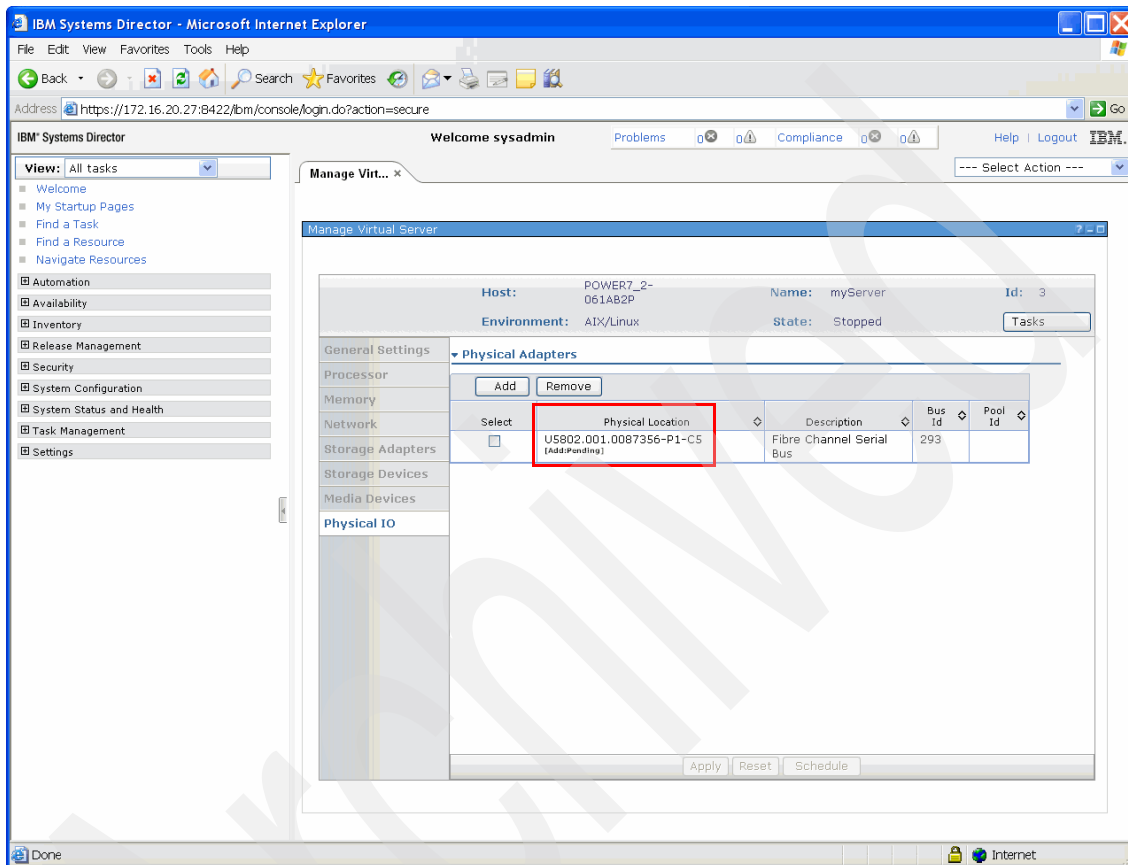 IBM Systems Director - Microsoft Internet Explorer
File Edit View Favorites Tools Help
Back Search Favorites
Address https://172.16.20.27:8422/ibm/console/login.do?action=secure Go
IBM® Systems Director Welcome sysadmin Problems 0 0 Compliance 0 0 Help | Logout IBM.
View: All tasks
Manage Virt... ×
--- Select Action ---
Welcome
My Startup Pages
Find a Task
Find a Resource
Navigate Resources
Automation
Availability
Inventory
Release Management
Security
System Configuration
System Status and Health
Task Management
Settings
Manage Virtual Server
Host: POWER7_2-
061AB2P
Name: myServer Id: 3
Environment: AIX/Linux State: Stopped Tasks
General Settings
Processor
Memory
Network
Storage Adapters
Storage Devices
Media Devices
Physical IO
Physical Adapters
Add Remove
Select Physical Location Description Bus Id Pool Id
U5802.001.0087356-P1-C5 Fibre Channel Serial 293
[Add:Pending] Bus
Apply Reset Schedule
Archived
Done Internet